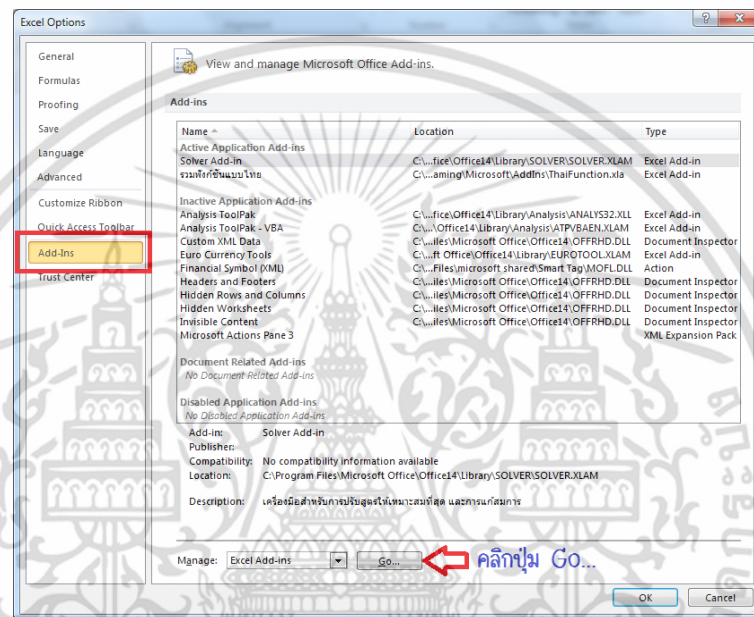 Excel Options
General
Formulas
Proofing
Save
Language
Advanced
Customize Ribbon
Quick Access Toolbar
Add-Ins
Trust Center
View and manage Microsoft Office Add-ins.
Add-ins
Name Location Type
Active Application Add-ins
Solver Add-in C:\...fice\Office14\Library\SOLVER\SOLVER.XLAM Excel Add-in
รวมฟังก์ชันแบบไทย C:\...aming\Microsoft\AddIns\ThaiFunction.xla Excel Add-in
Inactive Application Add-ins
Analysis ToolPak C:\...fice\Office14\Library\Analysis\ANALYS32.XLL Excel Add-in
Analysis ToolPak - VBA C:\...\Office14\Library\Analysis\ATPVBAEN.XLAM Excel Add-in
Custom XML Data C:\...iles\Microsoft Office\Office14\OFFRHD.DLL Document Inspector
Euro Currency Tools C:\...ft Office\Office14\Library\EUROTOOL.XLAM Excel Add-in
Financial Symbol (XML) C:\...Files\microsoft shared\Smart Tag\MOFL.DLL Action
Headers and Footers C:\...iles\Microsoft Office\Office14\OFFRHD.DLL Document Inspector
Hidden Rows and Columns C:\...iles\Microsoft Office\Office14\OFFRHD.DLL Document Inspector
Hidden Worksheets C:\...iles\Microsoft Office\Office14\OFFRHD.DLL Document Inspector
Invisible Content C:\...iles\Microsoft Office\Office14\OFFRHD.DLL Document Inspector
Microsoft Actions Pane 3 XML Expansion Pack
Document Related Add-ins
No Document Related Add-ins
Disabled Application Add-ins
No Disabled Application Add-ins
Add-in: Solver Add-in
Publisher:
Compatibility: No compatibility information available
Location: C:\Program Files\Microsoft Office\Office14\Library\SOLVER\SOLVER.XLAM
Description: เครื่องมือสำหรับการปรับสูตรให้เหมาะสมที่สุด และการแก้สมการ
Manage: Excel Add-ins Go... คลิกปุ่ม Go...
OK Cancel